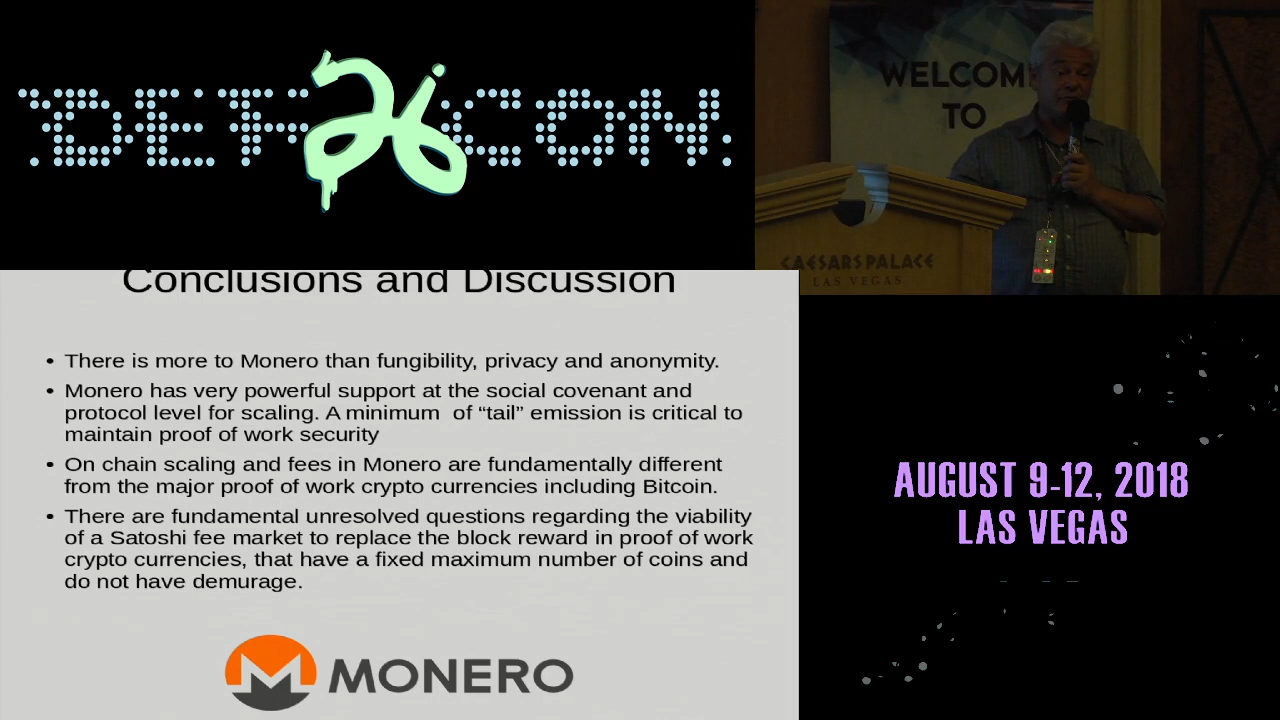 DEF 26 CON
WELCOM
TO
CAESARS PALACE
LAS VEGAS
Conclusions and Discussion
• There is more to Monero than fungibility, privacy and anonymity.
• Monero has very powerful support at the social covenant and
protocol level for scaling. A minimum of “tail” emission is critical to
maintain proof of work security
• On chain scaling and fees in Monero are fundamentally different
from the major proof of work crypto currencies including Bitcoin.
• There are fundamental unresolved questions regarding the viability
of a Satoshi fee market to replace the block reward in proof of work
crypto currencies, that have a fixed maximum number of coins and
do not have demurage.
MONERO
AUGUST 9-12, 2018
LAS VEGAS